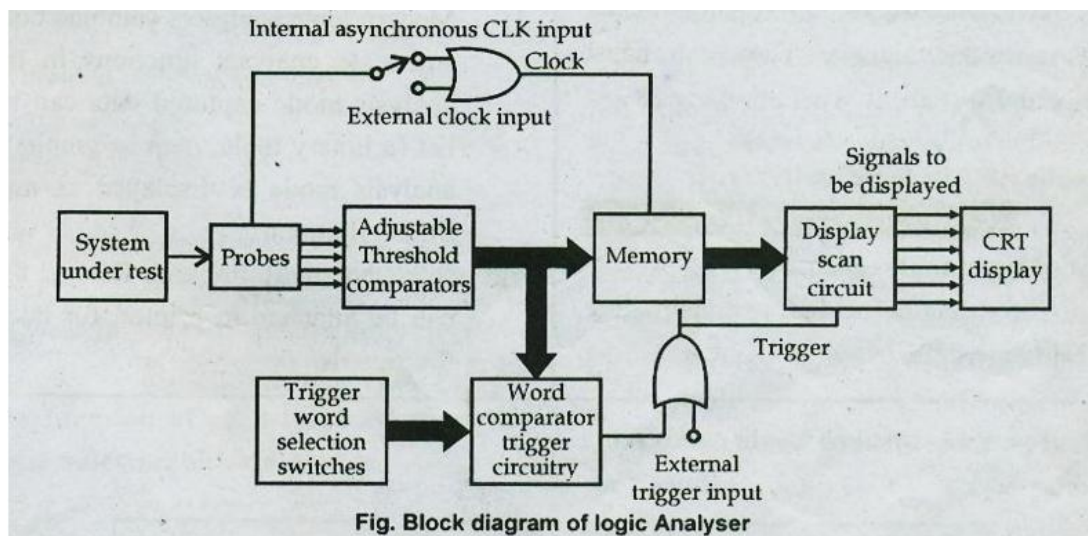 Internal asynchronous CLK input
Clock
External clock input
System
under test
Probes
Adjustable
Threshold
comparators
Memory
Signals to
be displayed
Display
scan
circuit
CRT
display
Trigger
Trigger
word
selection
switches
Word
comparator
trigger
circuitry
External
trigger input
Fig. Block diagram of logic Analyser